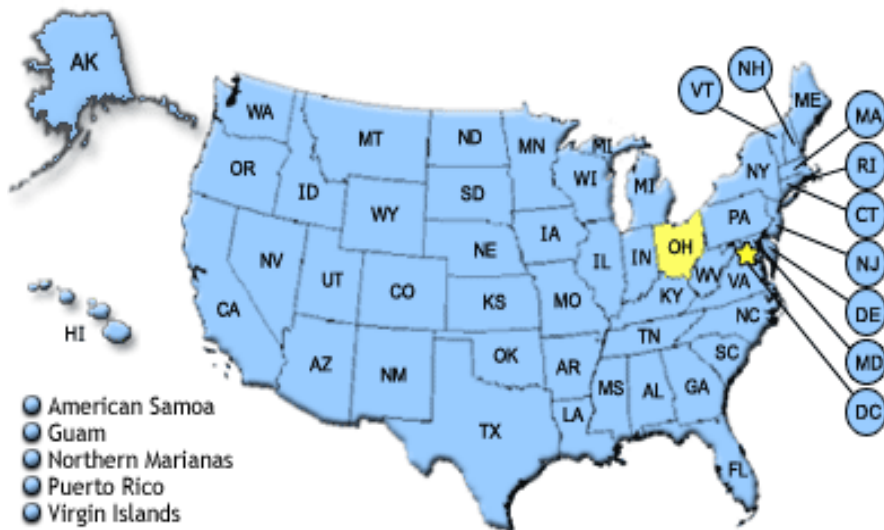 AK
WA
MT
ND
MN
MI
ME
VT
NH
MA
RI
CT
NJ
DE
MD
DC
OR
ID
WY
SD
WI
MI
NY
PA
NV
UT
CO
NE
IA
IL
IN
OH
WV
VA
CA
KS
MO
KY
NC
HI
AZ
NM
OK
AR
TN
SC
TX
LA
MS
AL
GA
FL
American Samoa
Guam
Northern Marianas
Puerto Rico
Virgin Islands